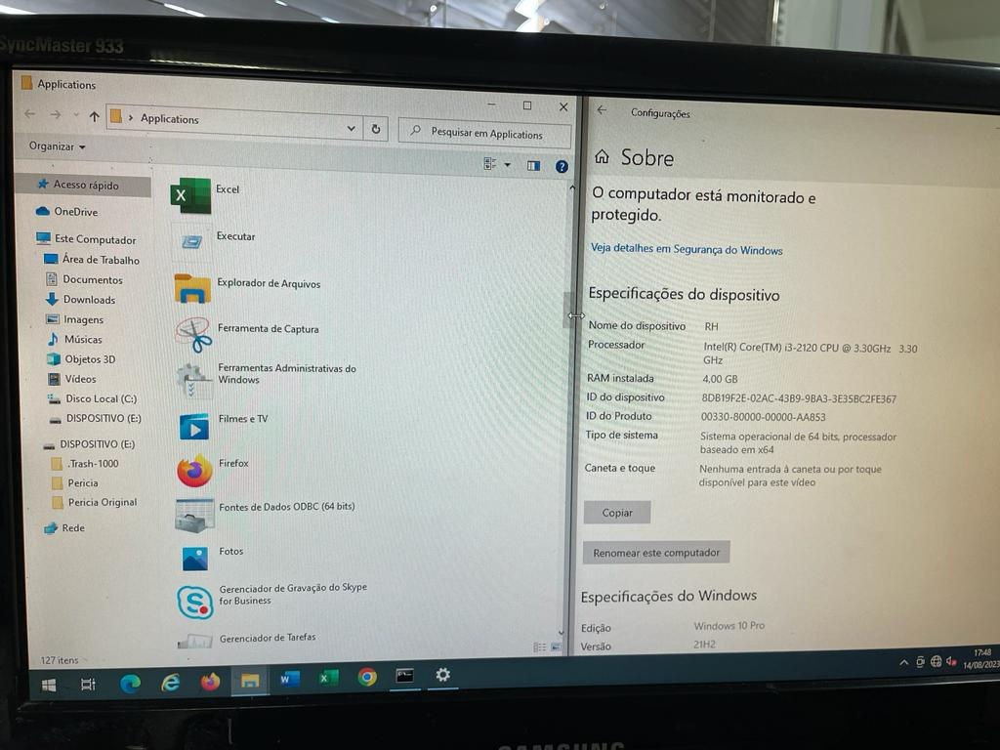 SyncMaster 933
Applications
Applications
Pesquisar em Applications
Organizar
Acesso rápido
OneDrive
Este Computador
Área de Trabalho
Documentos
Downloads
Imagens
Músicas
Objetos 3D
Vídeos
Disco Local (C:)
DISPOSITIVO (E:)
DISPOSITIVO (E:)
.Trash-1000
Pericia
Pericia Original
Rede
Excel
Executar
Explorador de Arquivos
Ferramenta de Captura
Ferramentas Administrativas do
Windows
Filmes e TV
Firefox
Fontes de Dados ODBC (64 bits)
Fotos
Gerenciador de Gravação do Skype
for Business
Gerenciador de Tarefas
127 itens
Configurações
Sobre
O computador está monitorado e
protegido.
Veja detalhes em Segurança do Windows
Especificações do dispositivo
Nome do dispositivo RH
Processador Intel(R) Core(TM) i3-2120 CPU @ 3.30GHz 3.30
GHz
RAM instalada 4,00 GB
ID do dispositivo 8DB19F2E-02AC-43B9-9BA3-3E35BC2FE367
ID do Produto 00330-80000-00000-AA853
Tipo de sistema Sistema operacional de 64 bits, processador
baseado em x64
Caneta e toque Nenhuma entrada à caneta ou por toque
disponível para este vídeo
Copiar
Renomear este computador
Especificações do Windows
Edição Windows 10 Pro
Versão 21H2
17:48
14/08/2023
SAMSUNG